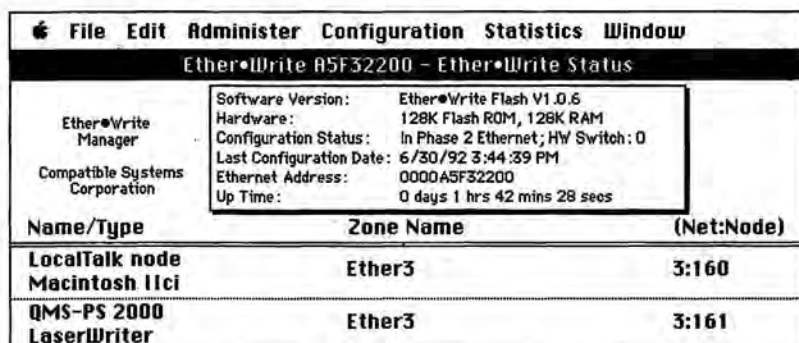 File Edit Administer Configuration Statistics Window
Ether•Write A5F32200 – Ether•Write Status
Ether•Write
Manager
Compatible Systems
Corporation
Software Version: Ether•Write Flash V1.0.6
Hardware: 128K Flash ROM, 128K RAM
Configuration Status: In Phase 2 Ethernet; HW Switch: 0
Last Configuration Date: 6/30/92 3:44:39 PM
Ethernet Address: 0000A5F32200
Up Time: 0 days 1 hrs 42 mins 28 secs
Name/Type Zone Name (Net:Node)
LocalTalk node
Macintosh IIci
Ether3 3:160
QMS-PS 2000
LaserWriter
Ether3 3:161